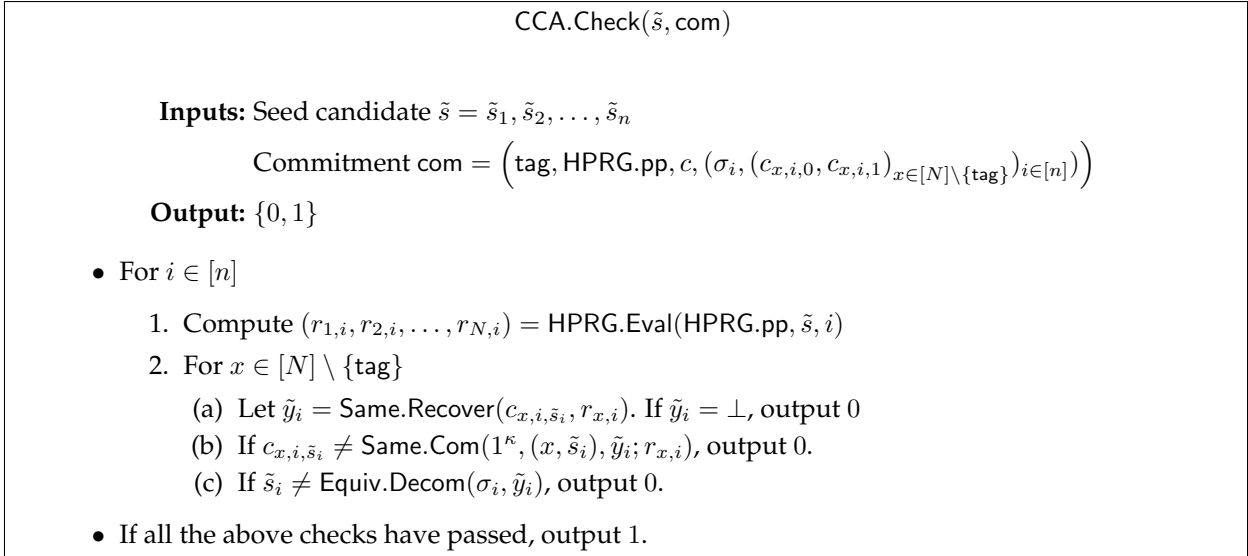 CCA.Check(s̃, com)
Inputs: Seed candidate s̃ = s̃₁, s̃₂, . . . , s̃ₙ
Commitment com = (tag, HPRG.pp, c, (σᵢ, (c_{x,i,0}, c_{x,i,1})_{x∈[N]\{tag}})_{i∈[n]}))
Output: {0, 1}
• For i ∈ [n]
1. Compute (r_{1,i}, r_{2,i}, . . . , r_{N,i}) = HPRG.Eval(HPRG.pp, s̃, i)
2. For x ∈ [N] \ {tag}
(a) Let ỹᵢ = Same.Recover(c_{x,i,s̃ᵢ}, r_{x,i}). If ỹᵢ = ⊥, output 0
(b) If c_{x,i,s̃ᵢ} ≠ Same.Com(1^κ, (x, s̃ᵢ), ỹᵢ; r_{x,i}), output 0.
(c) If s̃ᵢ ≠ Equiv.Decom(σᵢ, ỹᵢ), output 0.
• If all the above checks have passed, output 1.